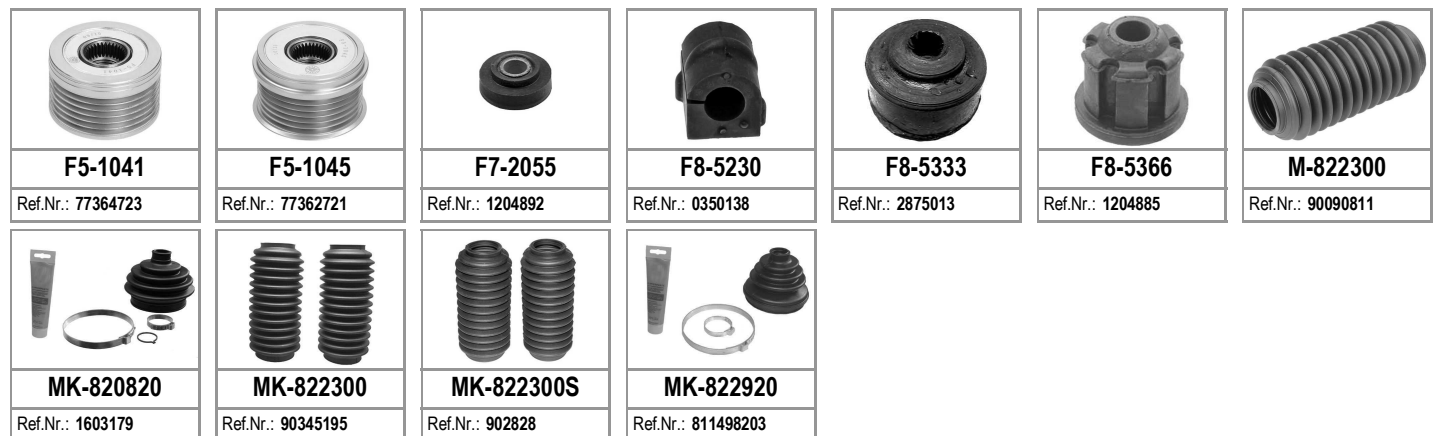 F5-1041
Ref.Nr.: 77364723
F5-1045
Ref.Nr.: 77362721
F7-2055
Ref.Nr.: 1204892
F8-5230
Ref.Nr.: 0350138
F8-5333
Ref.Nr.: 2875013
F8-5366
Ref.Nr.: 1204885
M-822300
Ref.Nr.: 90090811
MK-820820
Ref.Nr.: 1603179
MK-822300
Ref.Nr.: 90345195
MK-822300S
Ref.Nr.: 902828
MK-822920
Ref.Nr.: 811498203